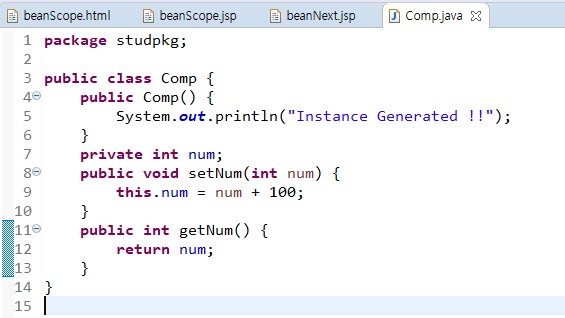 beanScope.html beanScope.jsp beanNext.jsp Comp.java
1 package studpkg;
2
3 public class Comp {
4 public Comp() {
5 System.out.println("Instance Generated !!");
6 }
7 private int num;
8 public void setNum(int num) {
9 this.num = num + 100;
10 }
11 public int getNum() {
12 return num;
13 }
14 }
15